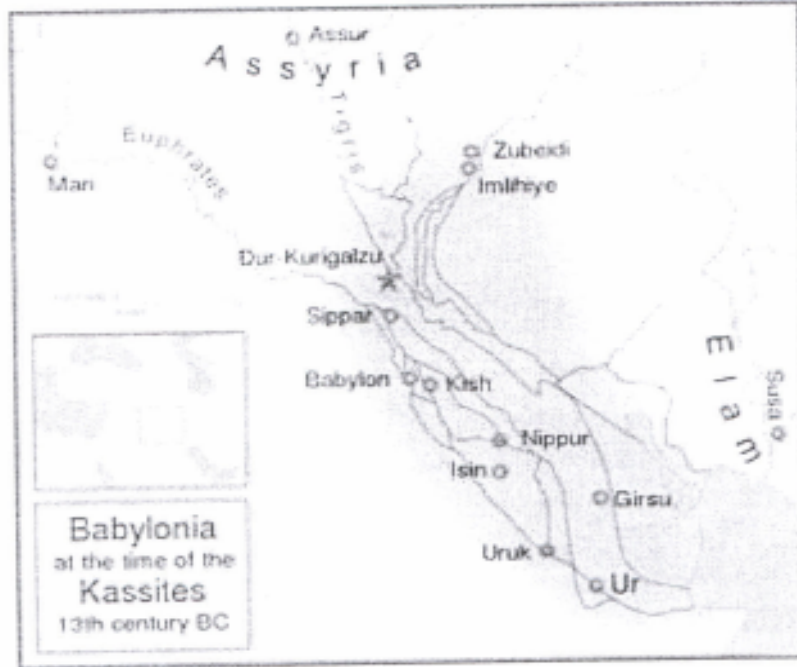 Assur
Assyria
Tigris
Euphrates
Mari
Zubeidi
Imlihiye
Dur-Kurigalzu
Sippar
Babylon
Kish
Elam
Susa
Nippur
Isin
Girsu
Uruk
Ur
Babylonia
at the time of the
Kassites
13th century BC